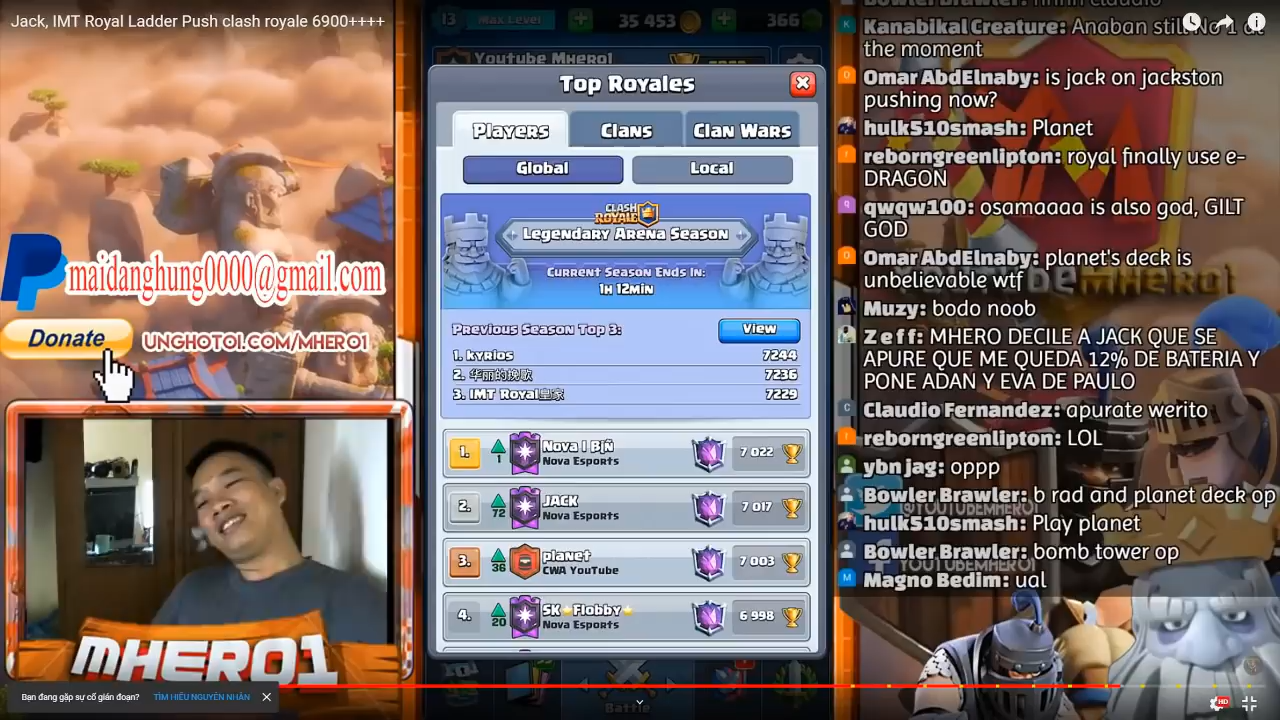 Jack, IMT Royal Ladder Push clash royale 6900++++
13
Max Level
35 453
366
Youtube Mhero1
Top Royales
Players
Clans
Clan Wars
Global
Local
CLASH ROYALE
Legendary Arena Season
Current Season Ends In:
1h 12min
Previous Season Top 3:
View
1. kyrios 7244
2. 华丽的挽歌 7236
3. IMT Royal皇家 7229
1. 1 Nova l Bjñ 7 022
Nova Esports
2. 72 JACK 7 017
Nova Esports
3. 36 planet 7 003
CWA YouTube
4. 20 SK⭐Flobby⭐ 6 998
Nova Esports
Battle
maidanghung0000@gmail.com
Donate
UNGHOTOI.COM/MHERO1
MHERO1
Bạn đang gặp sự cố gián đoạn?
TÌM HIỂU NGUYÊN NHÂN
Kanabikal Creature: Anaban still No 1 at
the moment
Omar AbdElnaby: is jack on jackston
pushing now?
hulk510smash: Planet
reborngreenlipton: royal finally use e-
DRAGON
qwqw100: osamaaaa is also god, GILT
GOD
Omar AbdElnaby: planet's deck is
unbelievable wtf
Muzy: bodo noob
Z e f f: MHERO DECILE A JACK QUE SE
APURE QUE ME QUEDA 12% DE BATERIA Y
PONE ADAN Y EVA DE PAULO
Claudio Fernandez: apurate werito
reborngreenlipton: LOL
ybn jag: oppp
Bowler Brawler: b rad and planet deck op
@YOUTUBEMHERO1
hulk510smash: Play planet
Bowler Brawler: bomb tower op
YOUTUBEMHERO1
Magno Bedim: ual
HD